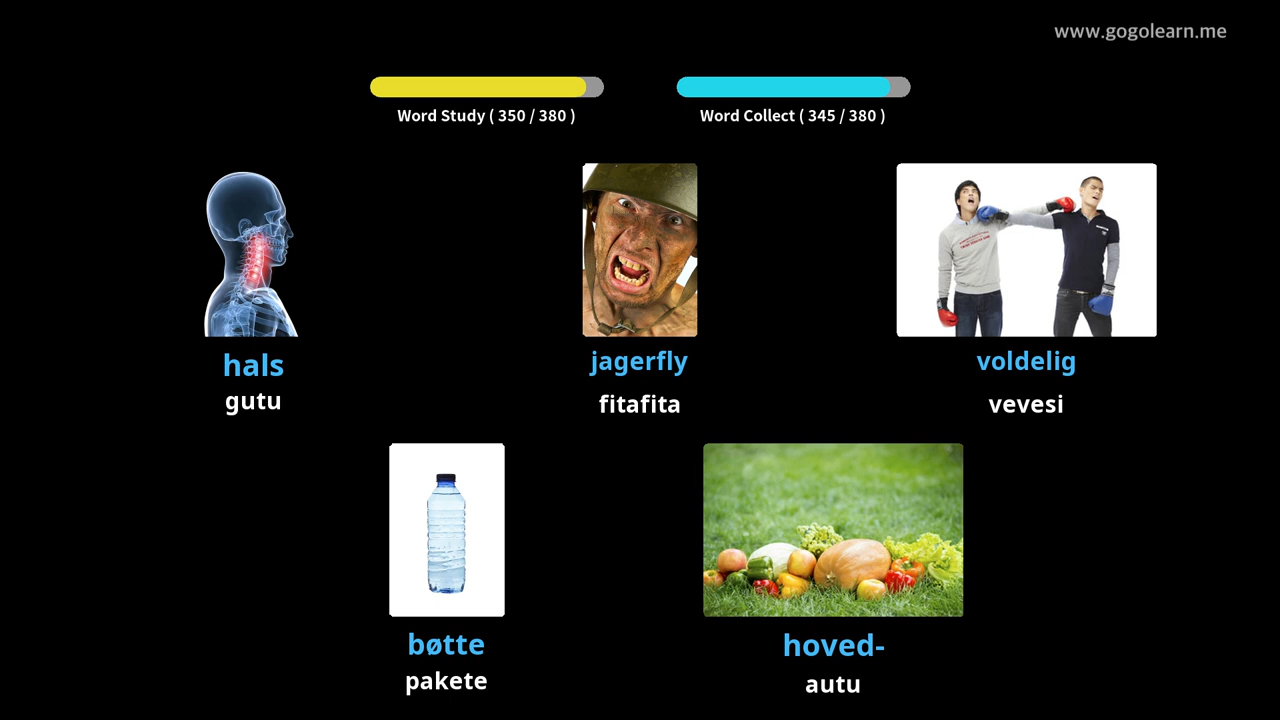 www.gogolearn.me
Word Study ( 350 / 380 )
Word Collect ( 345 / 380 )
hals
gutu
jagerfly
fitafita
voldelig
vevesi
bøtte
pakete
hoved-
autu